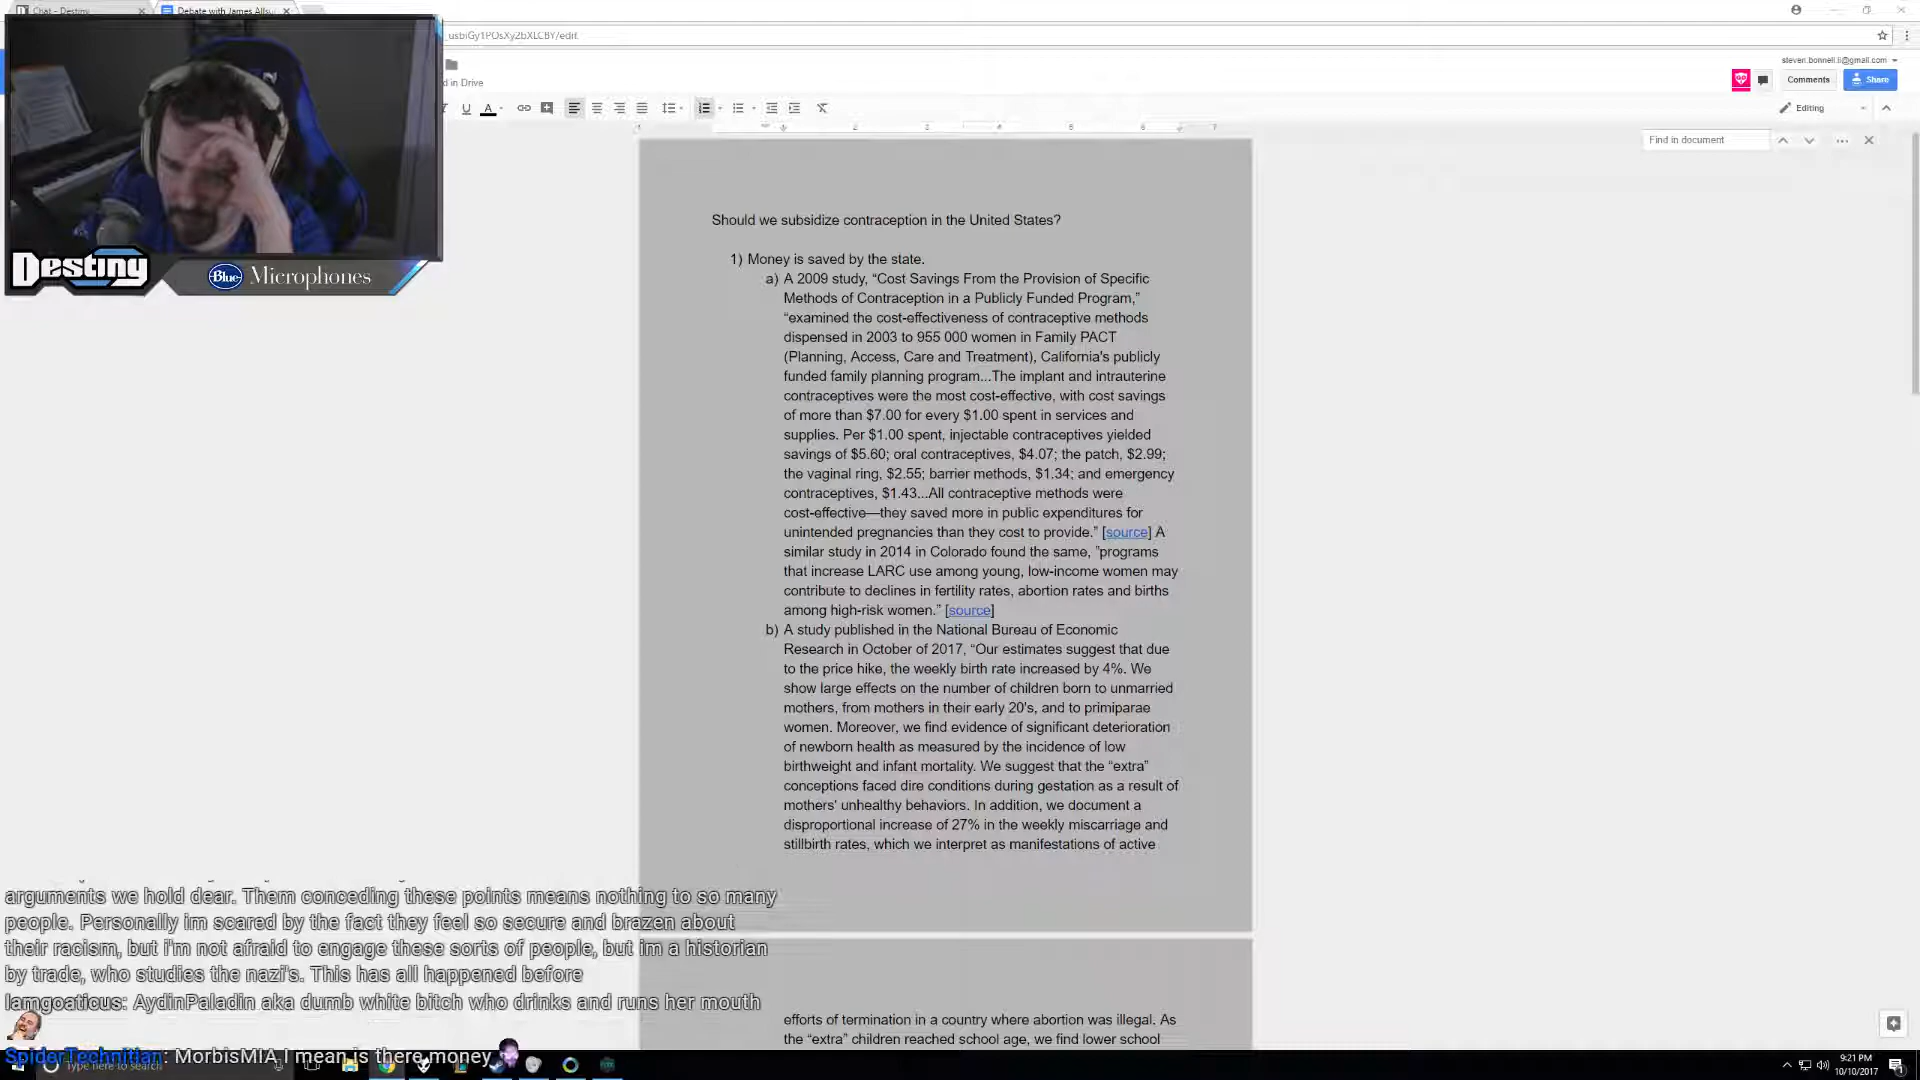 Chat - Destiny
Debate with James Allsu
usbiGy1POsXy2bXLCBY/edit
steven.bonnell.ii@gmail.com
d in Drive
Comments
Share
Editing
Find in document
Destiny
Blue Microphones
Should we subsidize contraception in the United States?
1) Money is saved by the state.
a) A 2009 study, “Cost Savings From the Provision of Specific
Methods of Contraception in a Publicly Funded Program,”
“examined the cost-effectiveness of contraceptive methods
dispensed in 2003 to 955 000 women in Family PACT
(Planning, Access, Care and Treatment), California's publicly
funded family planning program...The implant and intrauterine
contraceptives were the most cost-effective, with cost savings
of more than $7.00 for every $1.00 spent in services and
supplies. Per $1.00 spent, injectable contraceptives yielded
savings of $5.60; oral contraceptives, $4.07; the patch, $2.99;
the vaginal ring, $2.55; barrier methods, $1.34; and emergency
contraceptives, $1.43...All contraceptive methods were
cost-effective—they saved more in public expenditures for
unintended pregnancies than they cost to provide.” [source] A
similar study in 2014 in Colorado found the same, ”programs
that increase LARC use among young, low-income women may
contribute to declines in fertility rates, abortion rates and births
among high-risk women.” [source]
b) A study published in the National Bureau of Economic
Research in October of 2017, “Our estimates suggest that due
to the price hike, the weekly birth rate increased by 4%. We
show large effects on the number of children born to unmarried
mothers, from mothers in their early 20's, and to primiparae
women. Moreover, we find evidence of significant deterioration
of newborn health as measured by the incidence of low
birthweight and infant mortality. We suggest that the “extra”
conceptions faced dire conditions during gestation as a result of
mothers' unhealthy behaviors. In addition, we document a
disproportional increase of 27% in the weekly miscarriage and
stillbirth rates, which we interpret as manifestations of active
efforts of termination in a country where abortion was illegal. As
the “extra” children reached school age, we find lower school
arguments we hold dear. Them conceding these points means nothing to so many
people. Personally im scared by the fact they feel so secure and brazen about
their racism, but i'm not afraid to engage these sorts of people, but im a historian
by trade, who studies the nazi's. This has all happened before
Iamgoaticus: AydinPaladin aka dumb white bitch who drinks and runs her mouth
SpiderTechnitian: MorbisMIA I mean is there money
Type here to search
9:21 PM
10/10/2017